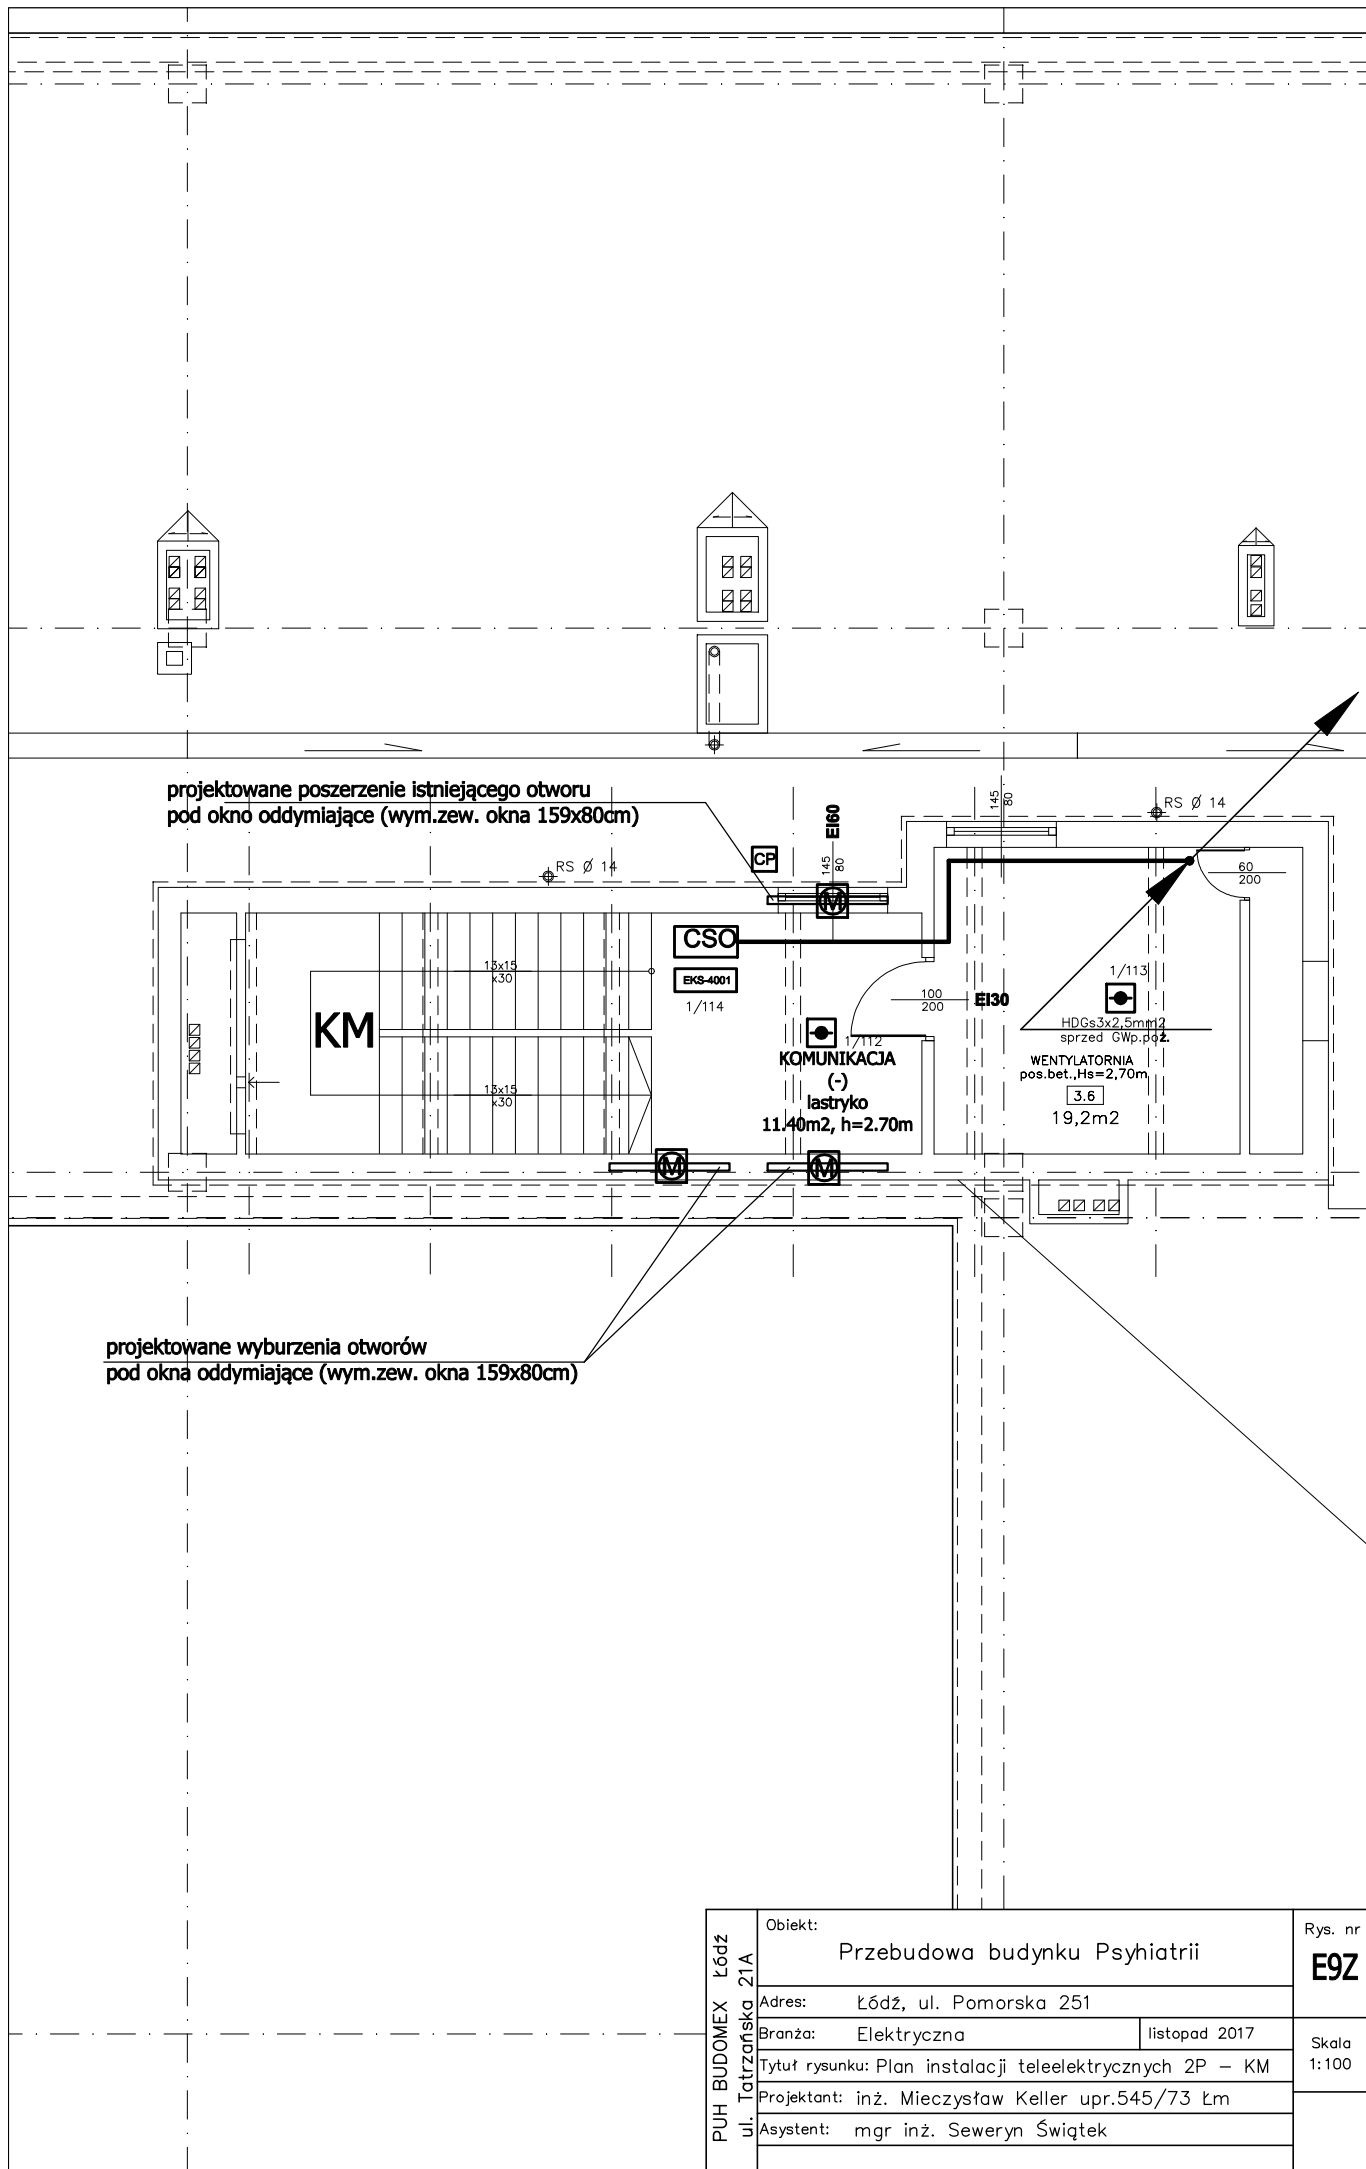 projektowane poszerzenie istniejącego otworu
pod okno oddymiające (wym.zew. okna 159x80cm)
EI60
145
80
145
80
RS Ø 14
CP
RS Ø 14
60
200
M
CSO
EKS-4001
1/114
13x15
x30
KM
13x15
x30
100
200
EI30
1/113
HDGs3x2,5mm2
sprzed GWp.poż.
1/112
KOMUNIKACJA
(-)
lastryko
11.40m2, h=2.70m
WENTYLATORNIA
pos.bet.,Hs=2,70m
3.6
19,2m2
M
M
projektowane wyburzenia otworów
pod okna oddymiające (wym.zew. okna 159x80cm)
PUH BUDOMEX Łódź
ul. Tatrzańska 21A
Obiekt:
Przebudowa budynku Psyhiatrii
Rys. nr
E9Z
Adres: Łódź, ul. Pomorska 251
Branża: Elektryczna listopad 2017
Skala
1:100
Tytuł rysunku: Plan instalacji teleelektrycznych 2P – KM
Projektant: inż. Mieczysław Keller upr.545/73 Łm
Asystent: mgr inż. Seweryn Świątek